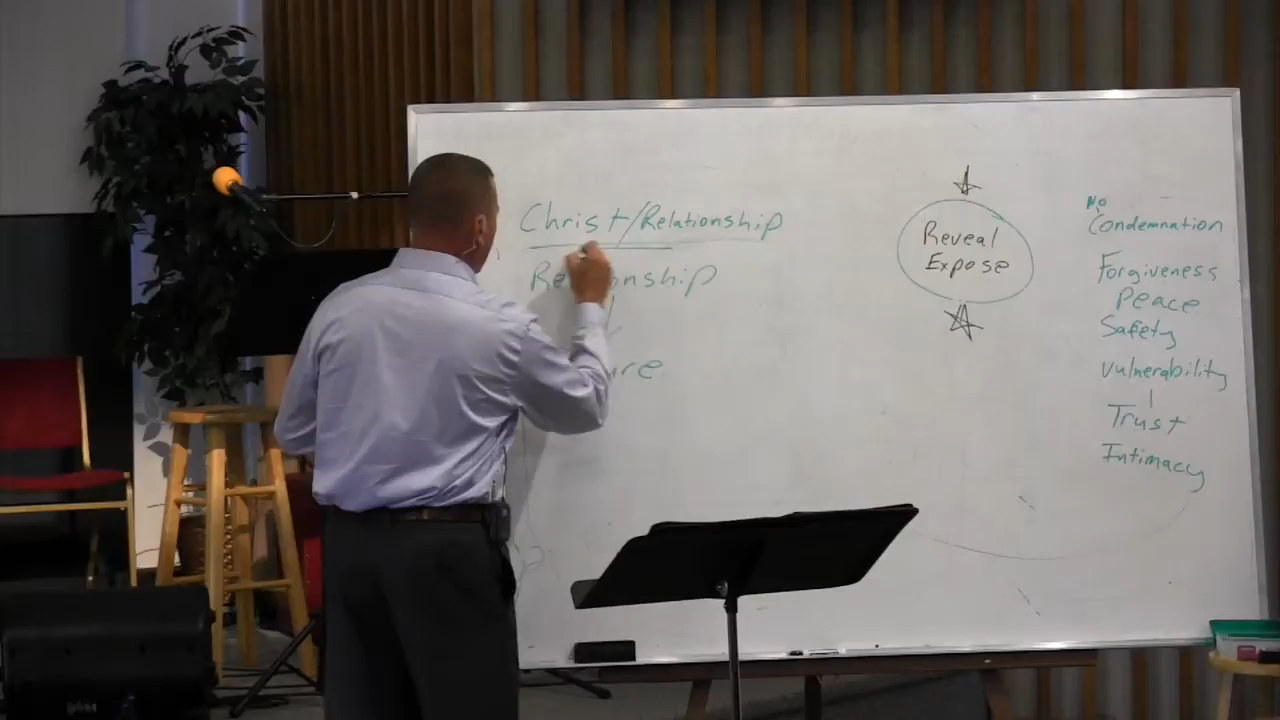 Christ/Relationship
Reveal
Expose
No
Condemnation
Forgiveness
Peace
Safety
Vulnerability
Trust
Intimacy